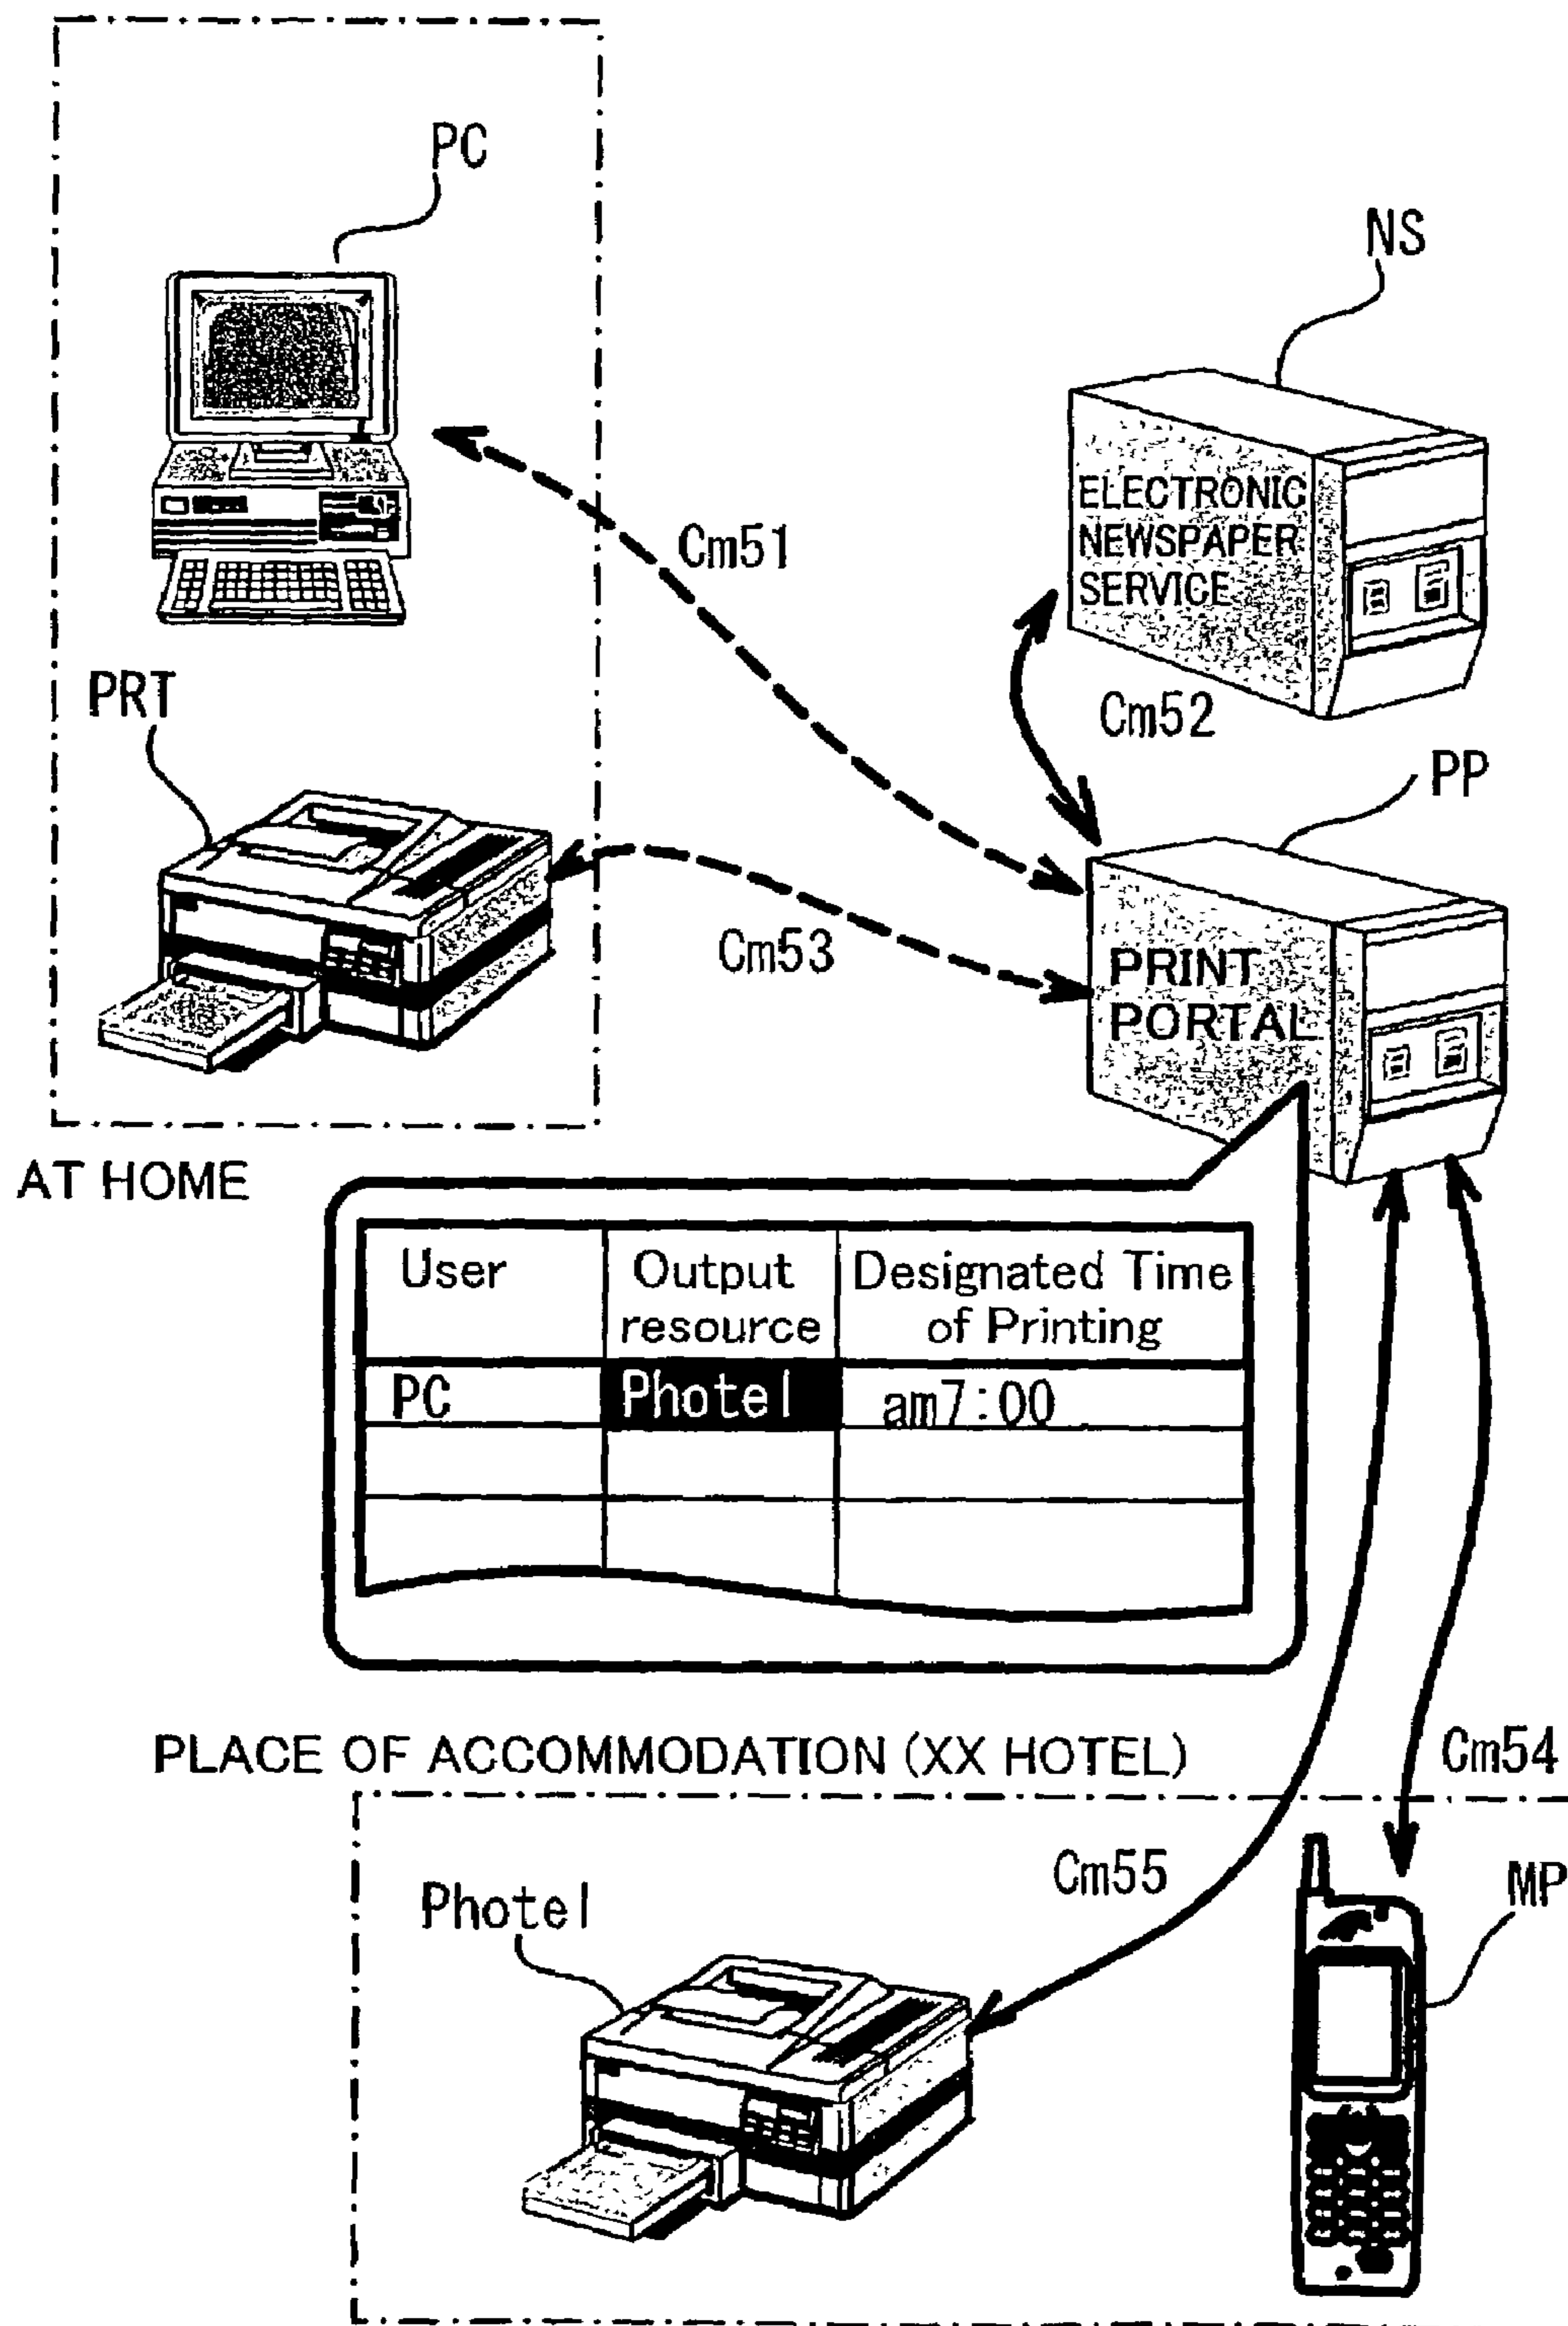 PC
NS
ELECTRONIC
NEWSPAPER
SERVICE
Cm51
PRT
Cm52
PP
Cm53
PRINT
PORTAL
AT HOME
User
Output
resource
Designated Time
of Printing
PC
Photel
am7:00
PLACE OF ACCOMMODATION (XX HOTEL)
Cm54
Cm55
MP
Photel